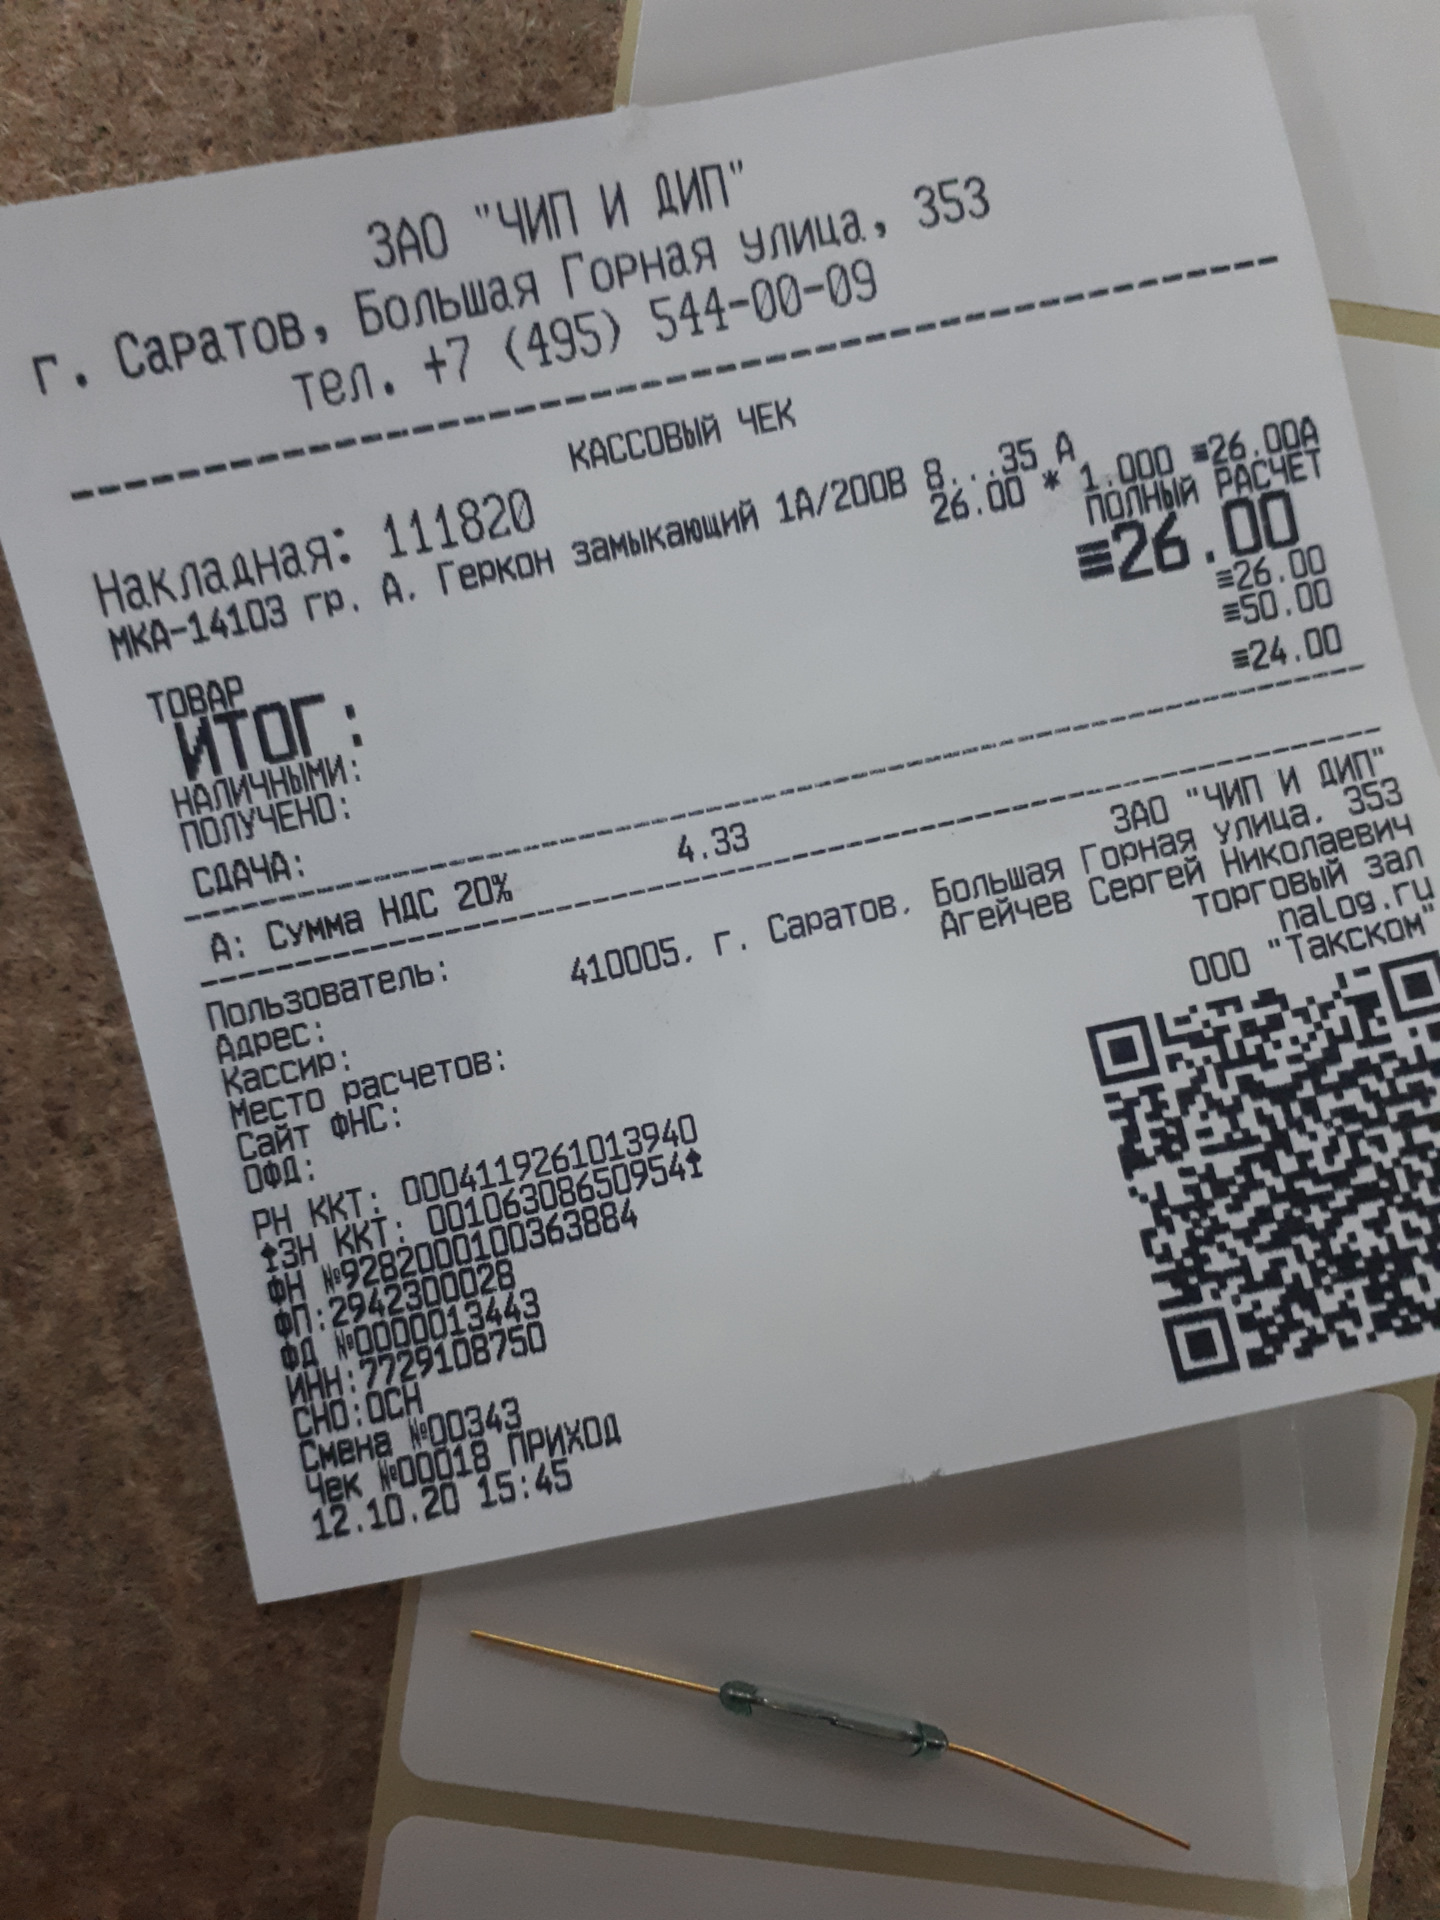 ЗАО "ЧИП И ДИП"
г. Саратов, Большая Горная улица, 353
тел. +7 (495) 544-00-09
КАССОВЫЙ ЧЕК
Накладная: 111820
МКА-14103 гр. А. Геркон замыкающий 1А/200В 8...35 А
26.00 * 1.000 ≡26.00А
ТОВАР ПОЛНЫЙ РАСЧЕТ
ИТОГ: ≡26.00
НАЛИЧНЫМИ: ≡26.00
ПОЛУЧЕНО: ≡50.00
СДАЧА: ≡24.00
А: Сумма НДС 20% 4.33
Пользователь: ЗАО "ЧИП И ДИП"
Адрес: 410005, г. Саратов, Большая Горная улица, 353
Кассир: Агейчев Сергей Николаевич
Место расчетов: торговый зал
Сайт ФНС: nalog.ru
ОФД: ООО "Такском"
РН ККТ: 0004119261013940
↑ЗН ККТ: 00106308650954↑
ФН №9282000100363884
ФП:2942300028
ФД №0000013443
ИНН:7729108750
СНО:ОСН
Смена №00343
Чек №00018 ПРИХОД
12.10.20 15:45